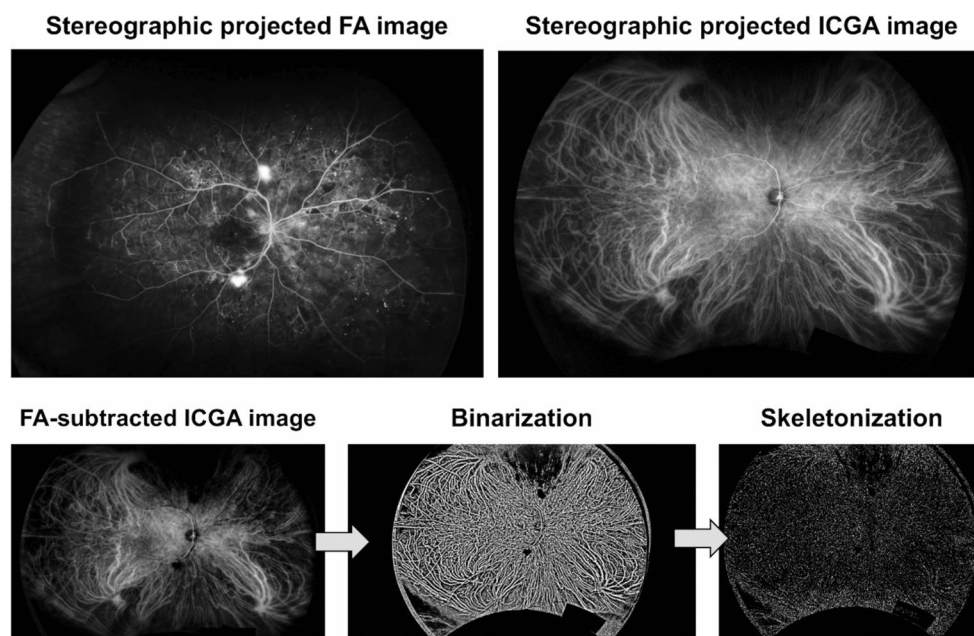 Stereographic projected FA image
Stereographic projected ICGA image
FA-subtracted ICGA image
Binarization
Skeletonization